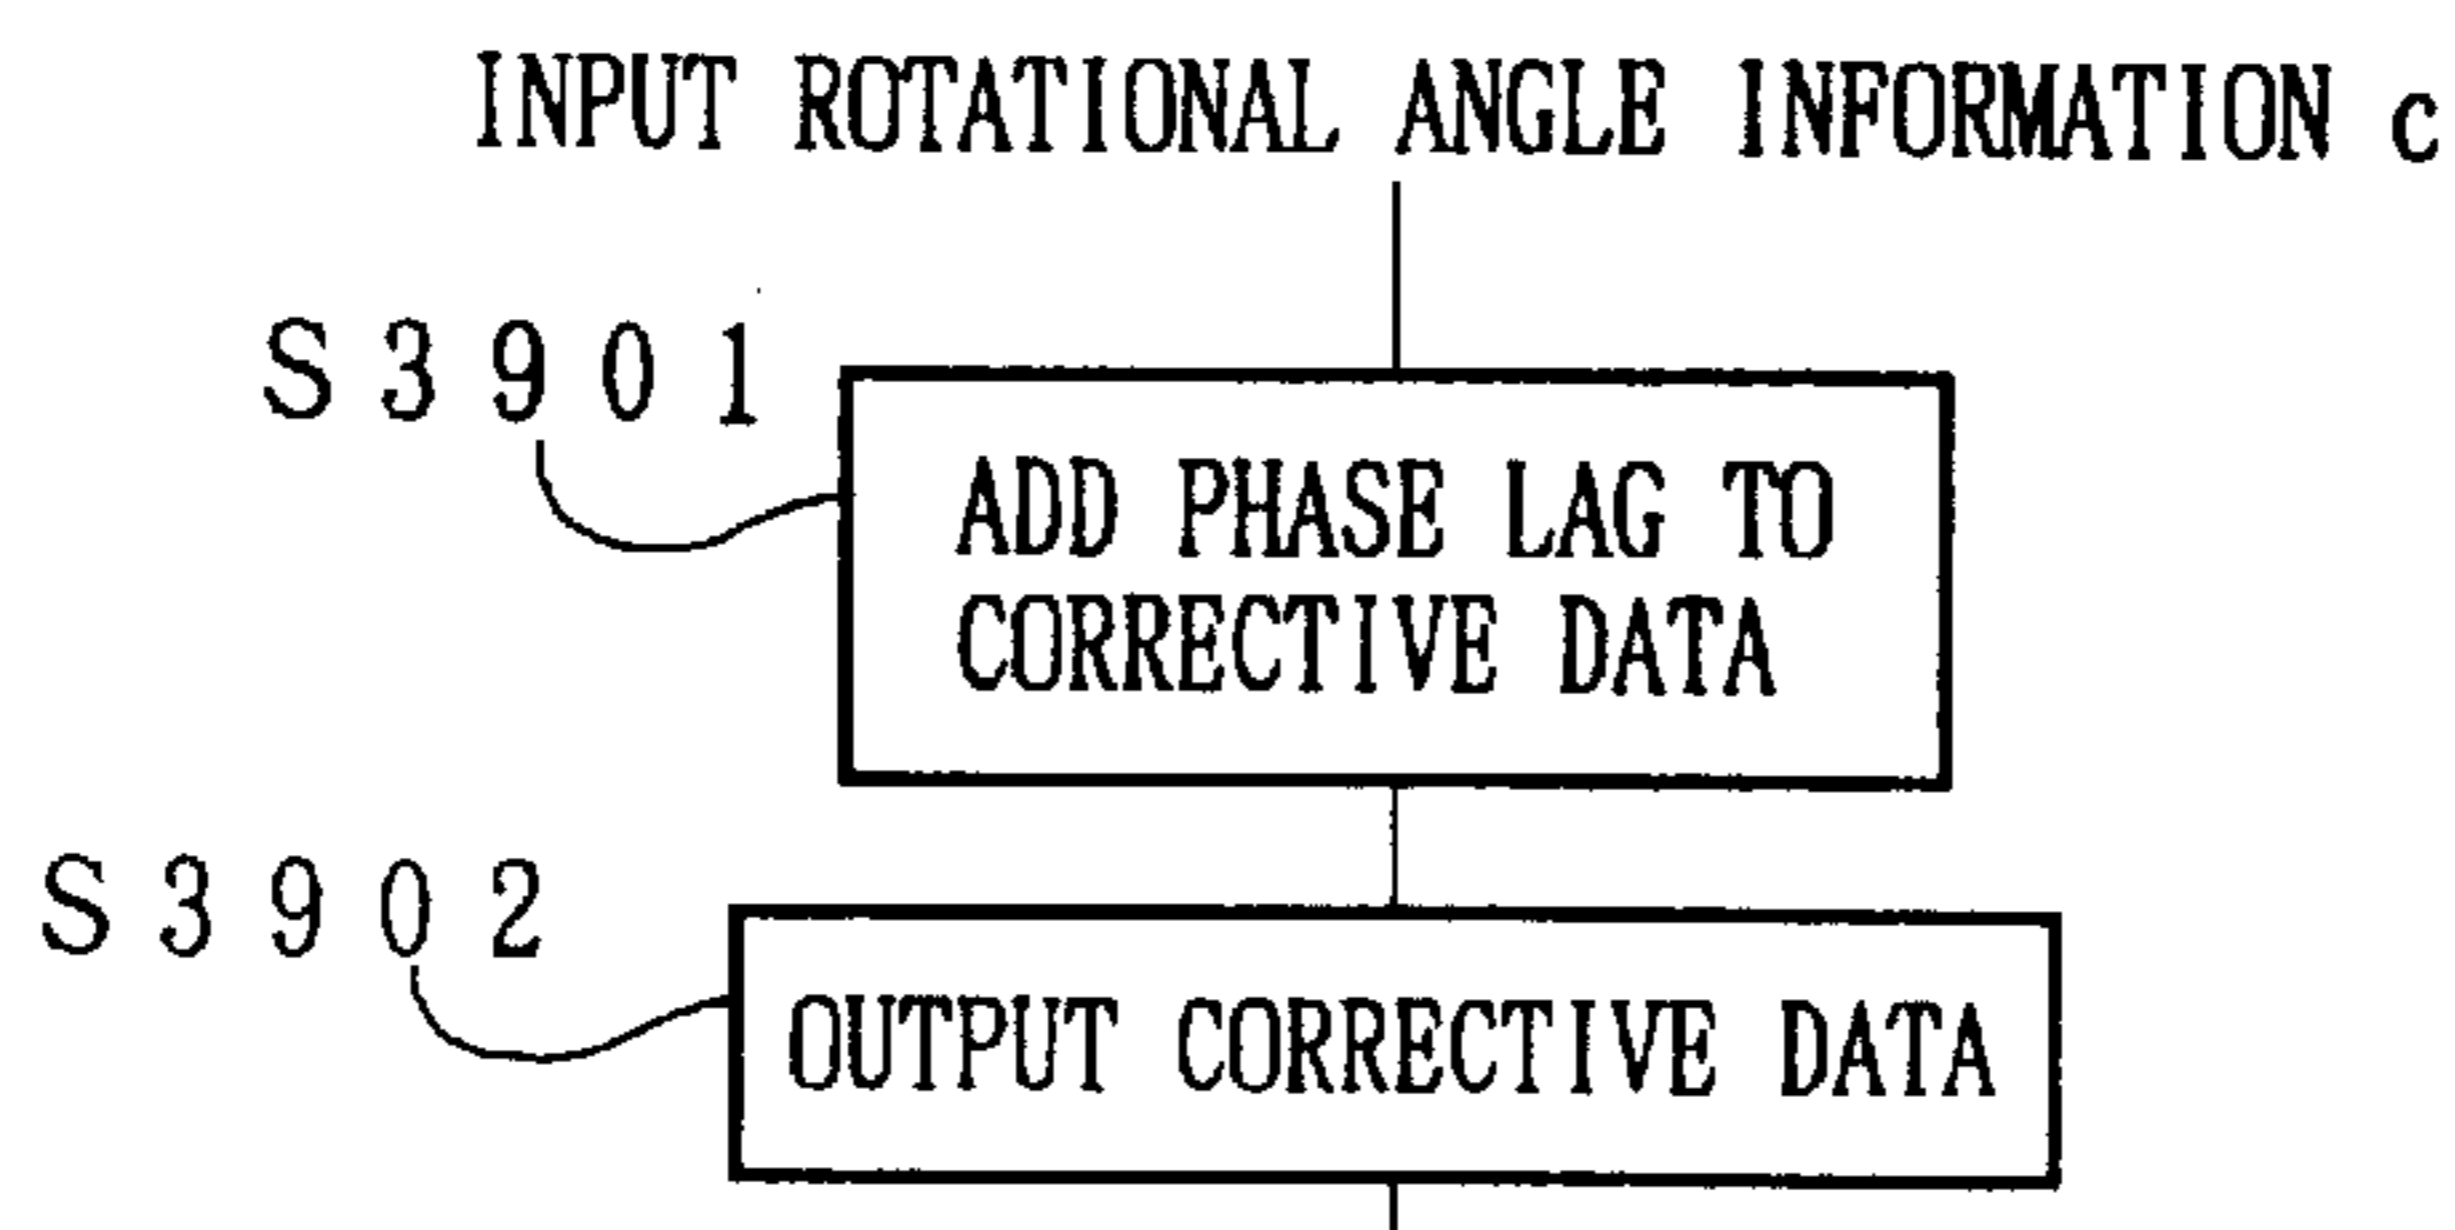 INPUT ROTATIONAL ANGLE INFORMATION c
S3901
ADD PHASE LAG TO
CORRECTIVE DATA
S3902
OUTPUT CORRECTIVE DATA